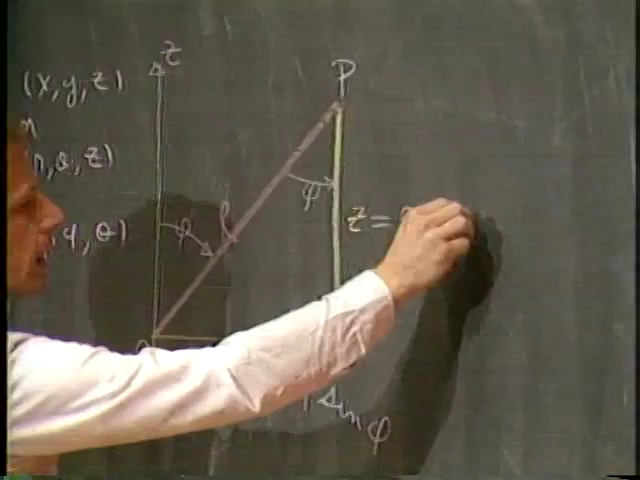 z
P
(x, y, z)
, θ, z)
φ
φ
z =
, φ, θ)
sin φ